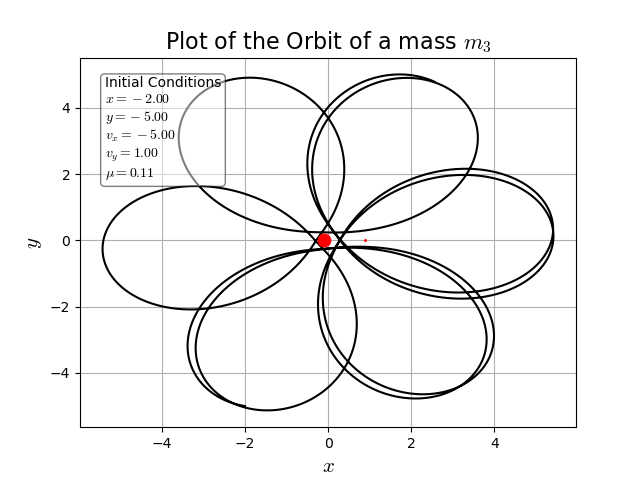 Plot of the Orbit of a mass m₃
Initial Conditions
x = −2.00
y = −5.00
vₓ = −5.00
v_y = 1.00
μ = 0.11
4
2
0
−2
−4
y
−4 −2 0 2 4
x